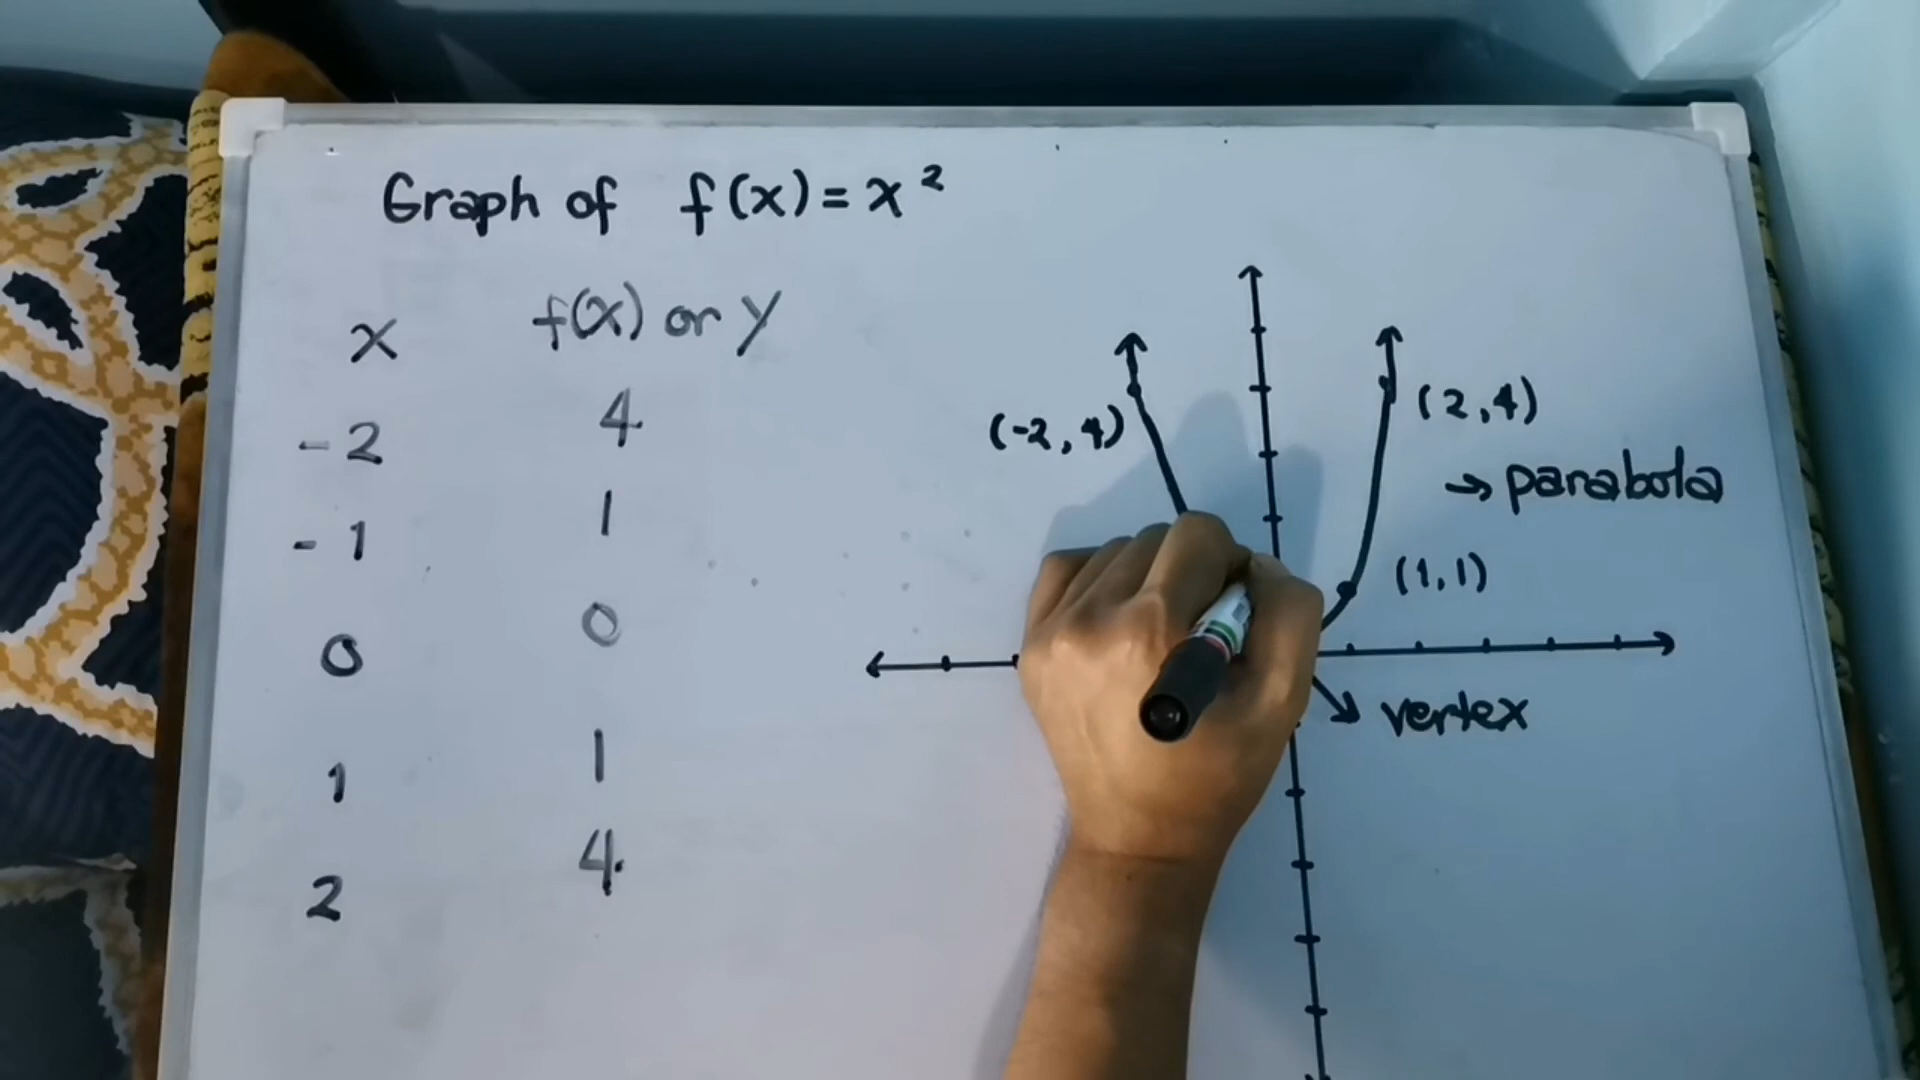 Graph of f(x) = x²
x f(x) or y
-2 4
-1 1
0 0
1 1
2 4
(-2,4)
(2,4)
→ parabola
(1,1)
vertex